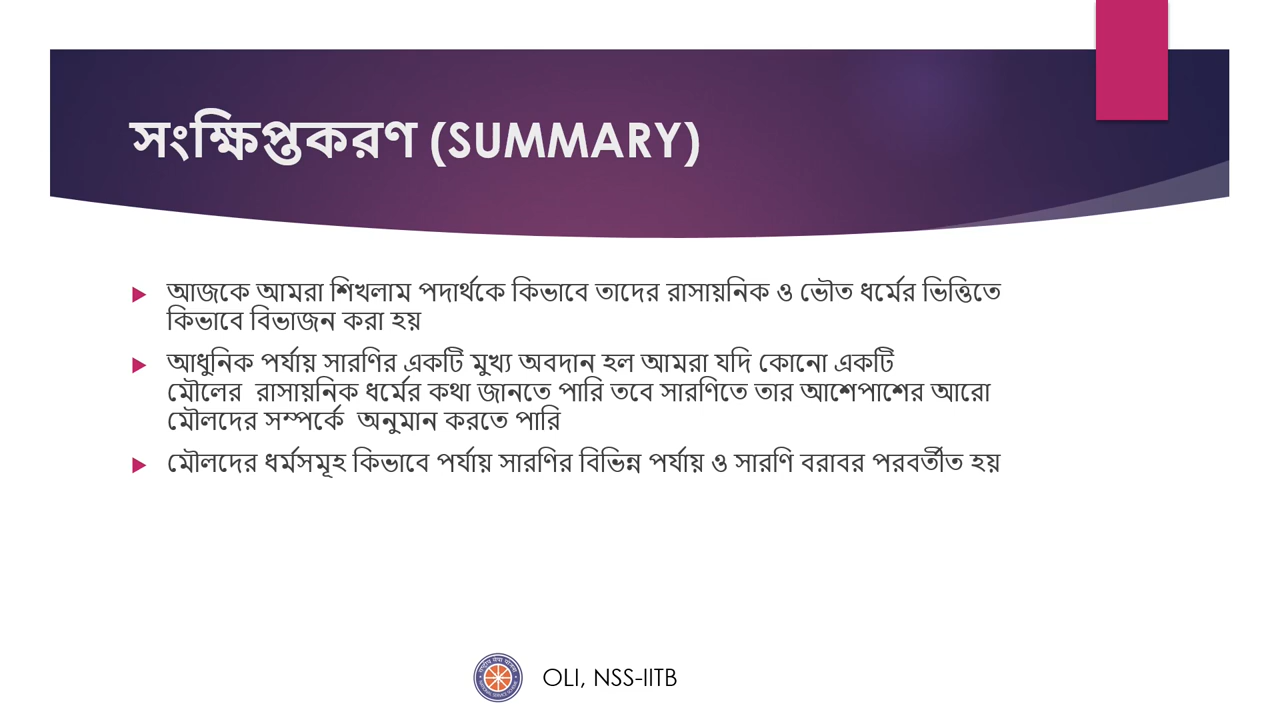 সংক্ষিপ্তকরণ (SUMMARY)
আজকে আমরা শিখলাম পদার্থকে কিভাবে তাদের রাসায়নিক ও ভৌত ধর্মের ভিত্তিতে
কিভাবে বিভাজন করা হয়
আধুনিক পর্যায় সারণির একটি মুখ্য অবদান হল আমরা যদি কোনো একটি
মৌলের রাসায়নিক ধর্মের কথা জানতে পারি তবে সারণিতে তার আশেপাশের আরো
মৌলদের সম্পর্কে অনুমান করতে পারি
মৌলদের ধর্মসমূহ কিভাবে পর্যায় সারণির বিভিন্ন পর্যায় ও সারণি বরাবর পরবর্তীত হয়
OLI, NSS-IITB